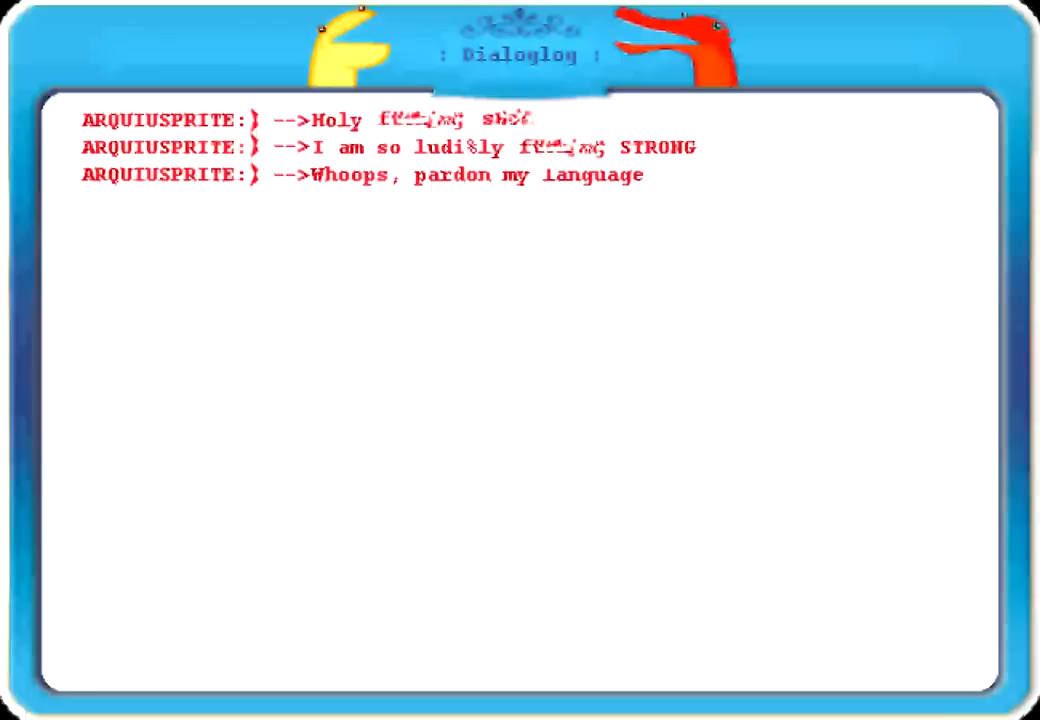 : Dialoglog :
ARQUIUSPRITE:} -->Holy
ARQUIUSPRITE:} -->I am so ludi%ly STRONG
ARQUIUSPRITE:} -->Whoops, pardon my language